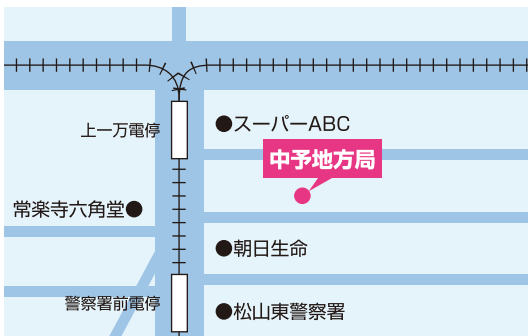 上一万電停
●スーパーABC
中予地方局
常楽寺六角堂●
●朝日生命
警察署前電停
●松山東警察署